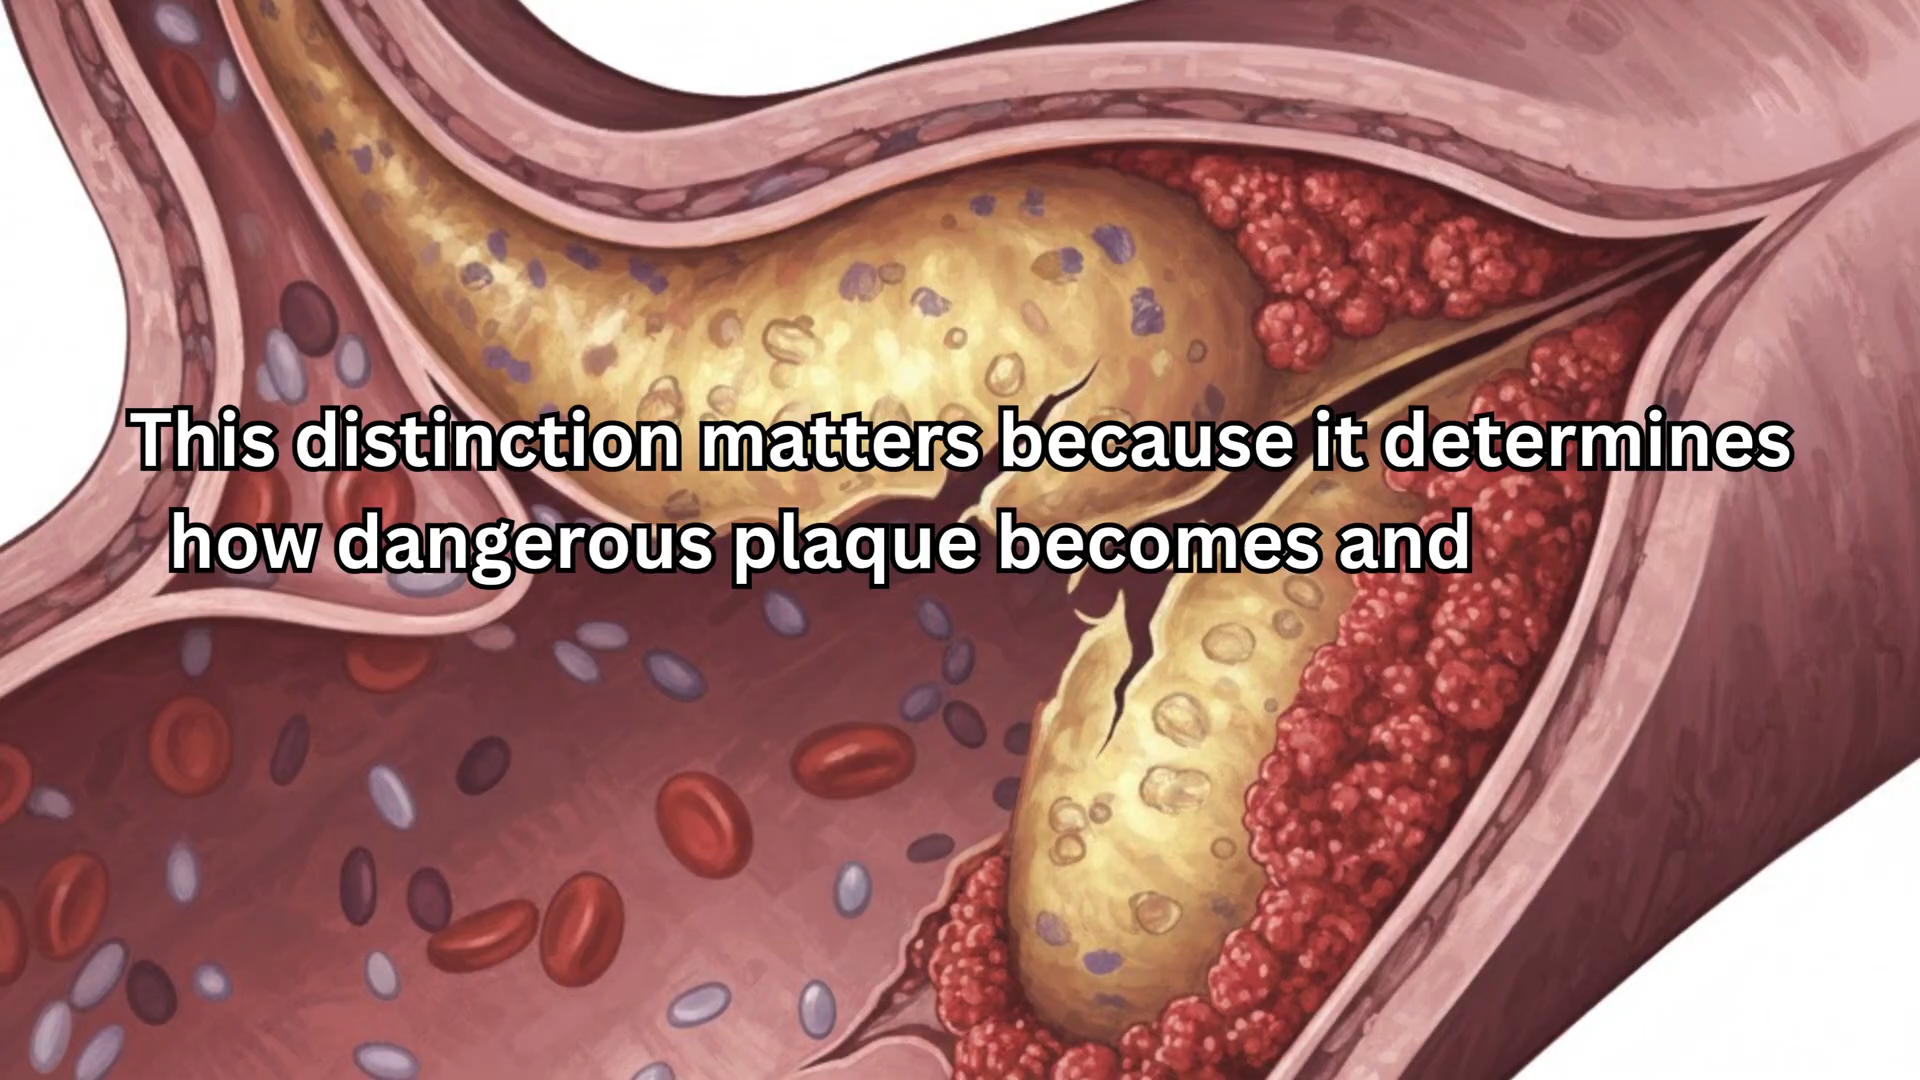 This distinction matters because it determines
how dangerous plaque becomes and